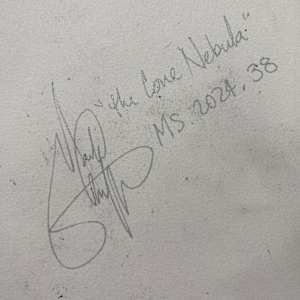 "the Cone Nebula"
MS. 2024. 38